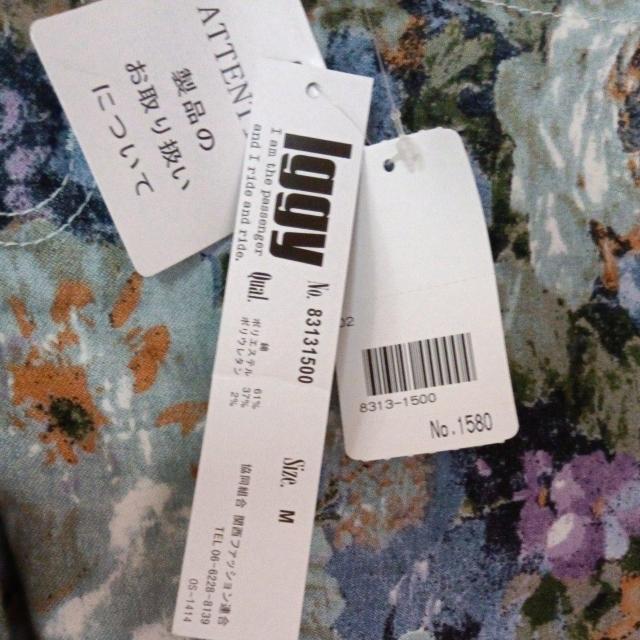 ATTENT
製品の
お取り扱い
について
Iggy
I am the passenger
and I ride and ride,
No. 83131500
Qual.
綿 61%
ポリエステル 37%
ポリウレタン 2%
Size. M
協同組合 関西ファッション連合
TEL 06-6228-8139
OS-1414
02
8313-1500
No.1580